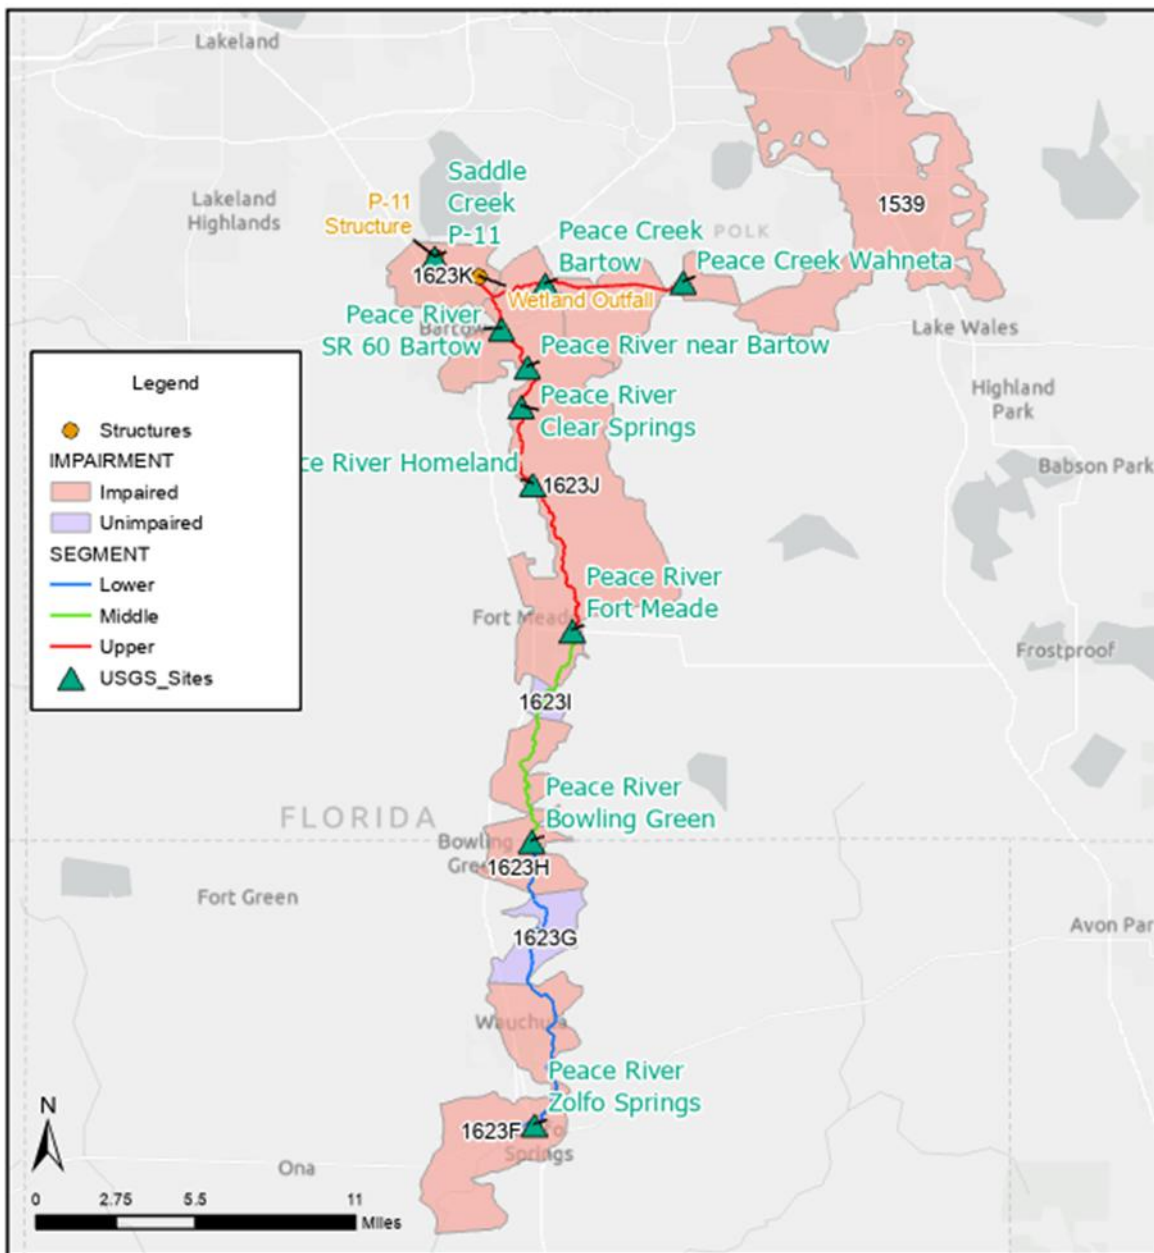 Lakeland
Saddle
Creek
P-11
Lakeland
Highlands
P-11
Structure
1539
Peace Creek
Bartow
POLK
Peace Creek Wahneta
1623K
Wetland Outfall
Peace River
SR 60 Bartow
Bartow
Lake Wales
Peace River near Bartow
Highland
Park
Peace River
Clear Springs
ce River Homeland
1623J
Babson Park
Legend
Structures
IMPAIRMENT
Impaired
Unimpaired
SEGMENT
Lower
Middle
Upper
USGS_Sites
Peace River
Fort Meade
Fort Meade
Frostproof
1623I
Peace River
Bowling Green
FLORIDA
Bowling
Gre
1623H
Fort Green
1623G
Avon Par
Wauchula
Peace River
Zolfo Springs
1623F
Springs
N
Ona
0 2.75 5.5 11
Miles